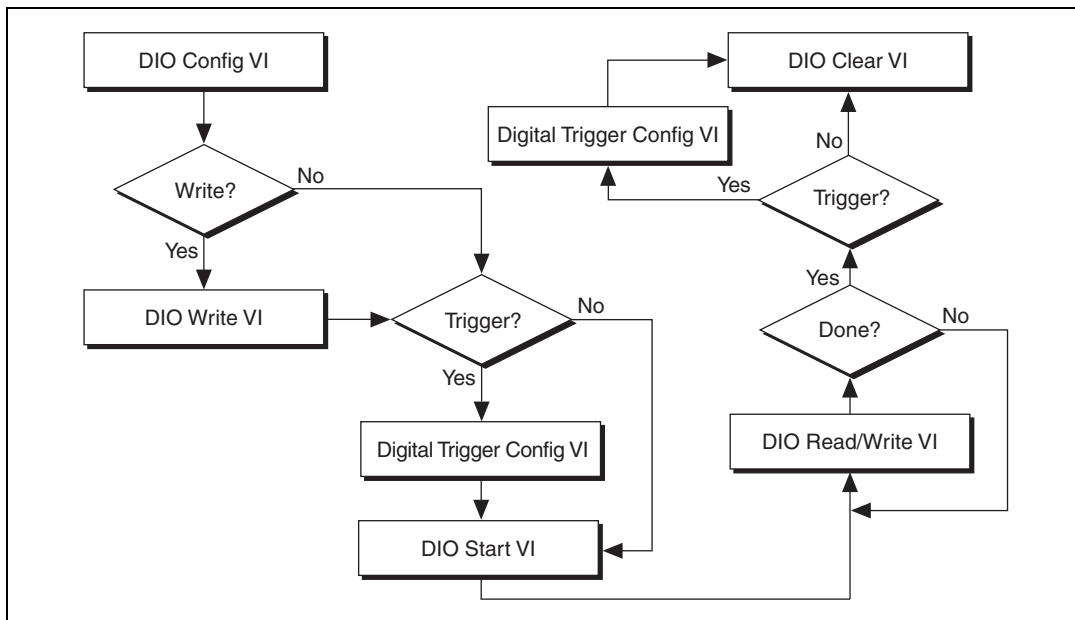 DIO Config VI
Write?
No
Yes
DIO Write VI
Trigger?
No
Yes
Digital Trigger Config VI
DIO Start VI
DIO Clear VI
Digital Trigger Config VI
No
Yes
Trigger?
Yes
Done?
No
DIO Read/Write VI